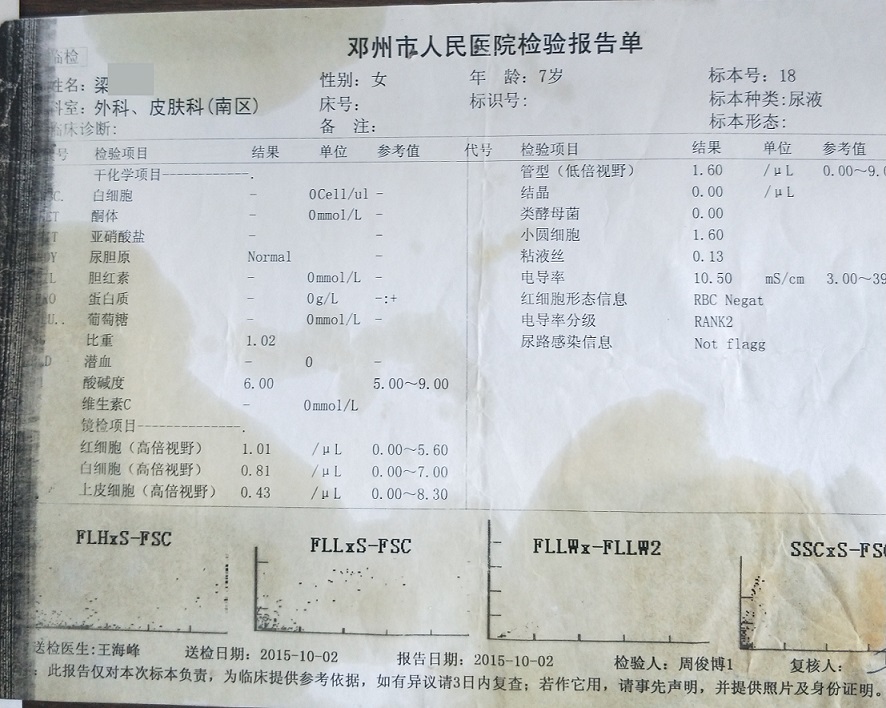 临检
邓州市人民医院检验报告单
姓名: 梁 性别: 女 年 龄: 7岁 标本号: 18
科室: 外科、皮肤科(南区) 床号: 标识号: 标本种类:尿液
临床诊断: 备 注: 标本形态:
号 检验项目 结果 单位 参考值 代号 检验项目 结果 单位 参考值
干化学项目------------. 管型（低倍视野） 1.60 /μL 0.00~9.0
C. 白细胞 - 0Cell/ul - 结晶 0.00 /μL
ET 酮体 - 0mmol/L - 类酵母菌 0.00
T 亚硝酸盐 - - 小圆细胞 1.60
尿胆原 Normal - 粘液丝 0.13
L 胆红素 - 0mmol/L - 电导率 10.50 mS/cm 3.00~39
RO 蛋白质 - 0g/L -:+ 红细胞形态信息 RBC Negat
U.. 葡萄糖 - 0mmol/L - 电导率分级 RANK2
比重 1.02 尿路感染信息 Not flagg
D 潜血 - 0 -
酸碱度 6.00 5.00~9.00
维生素C - 0mmol/L
镜检项目--------------.
红细胞（高倍视野） 1.01 /μL 0.00~5.60
白细胞（高倍视野） 0.81 /μL 0.00~7.00
上皮细胞（高倍视野） 0.43 /μL 0.00~8.30
FLHxS-FSC FLLxS-FSC FLLWx-FLLW2 SSCxS-FSC
送检医生:王海峰 送检日期: 2015-10-02 报告日期: 2015-10-02 检验人: 周俊博1 复核人:
: 此报告仅对本次标本负责，为临床提供参考依据，如有异议请3日内复查；若作它用，请事先声明，并提供照片及身份证明。